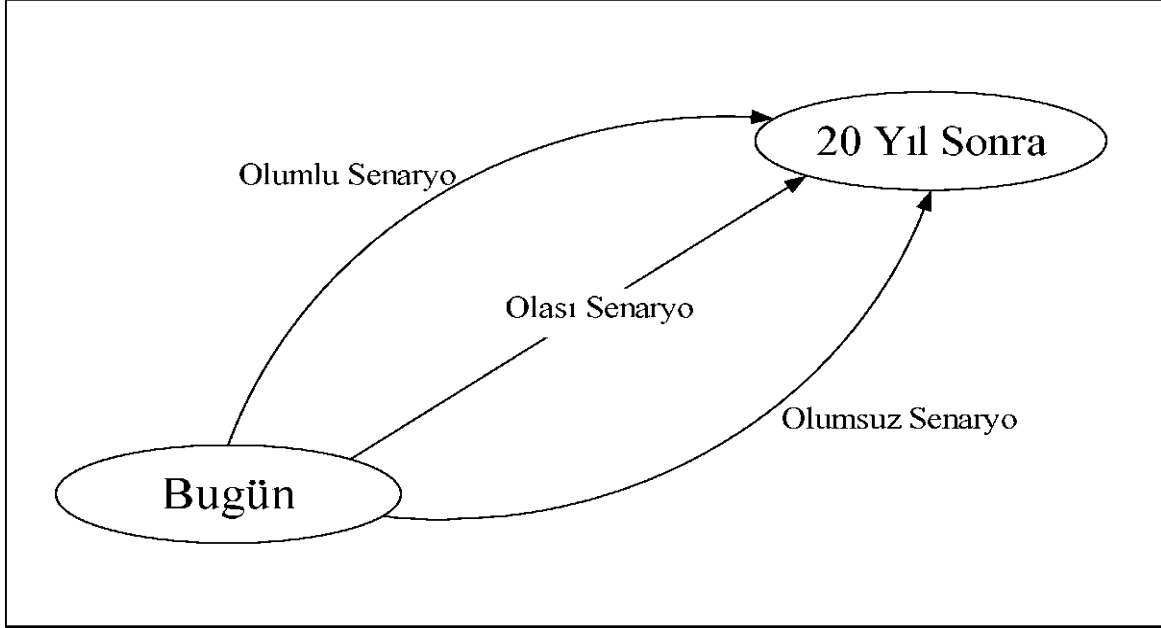 20 Yıl Sonra
Olumlu Senaryo
Olası Senaryo
Olumsuz Senaryo
Bugün